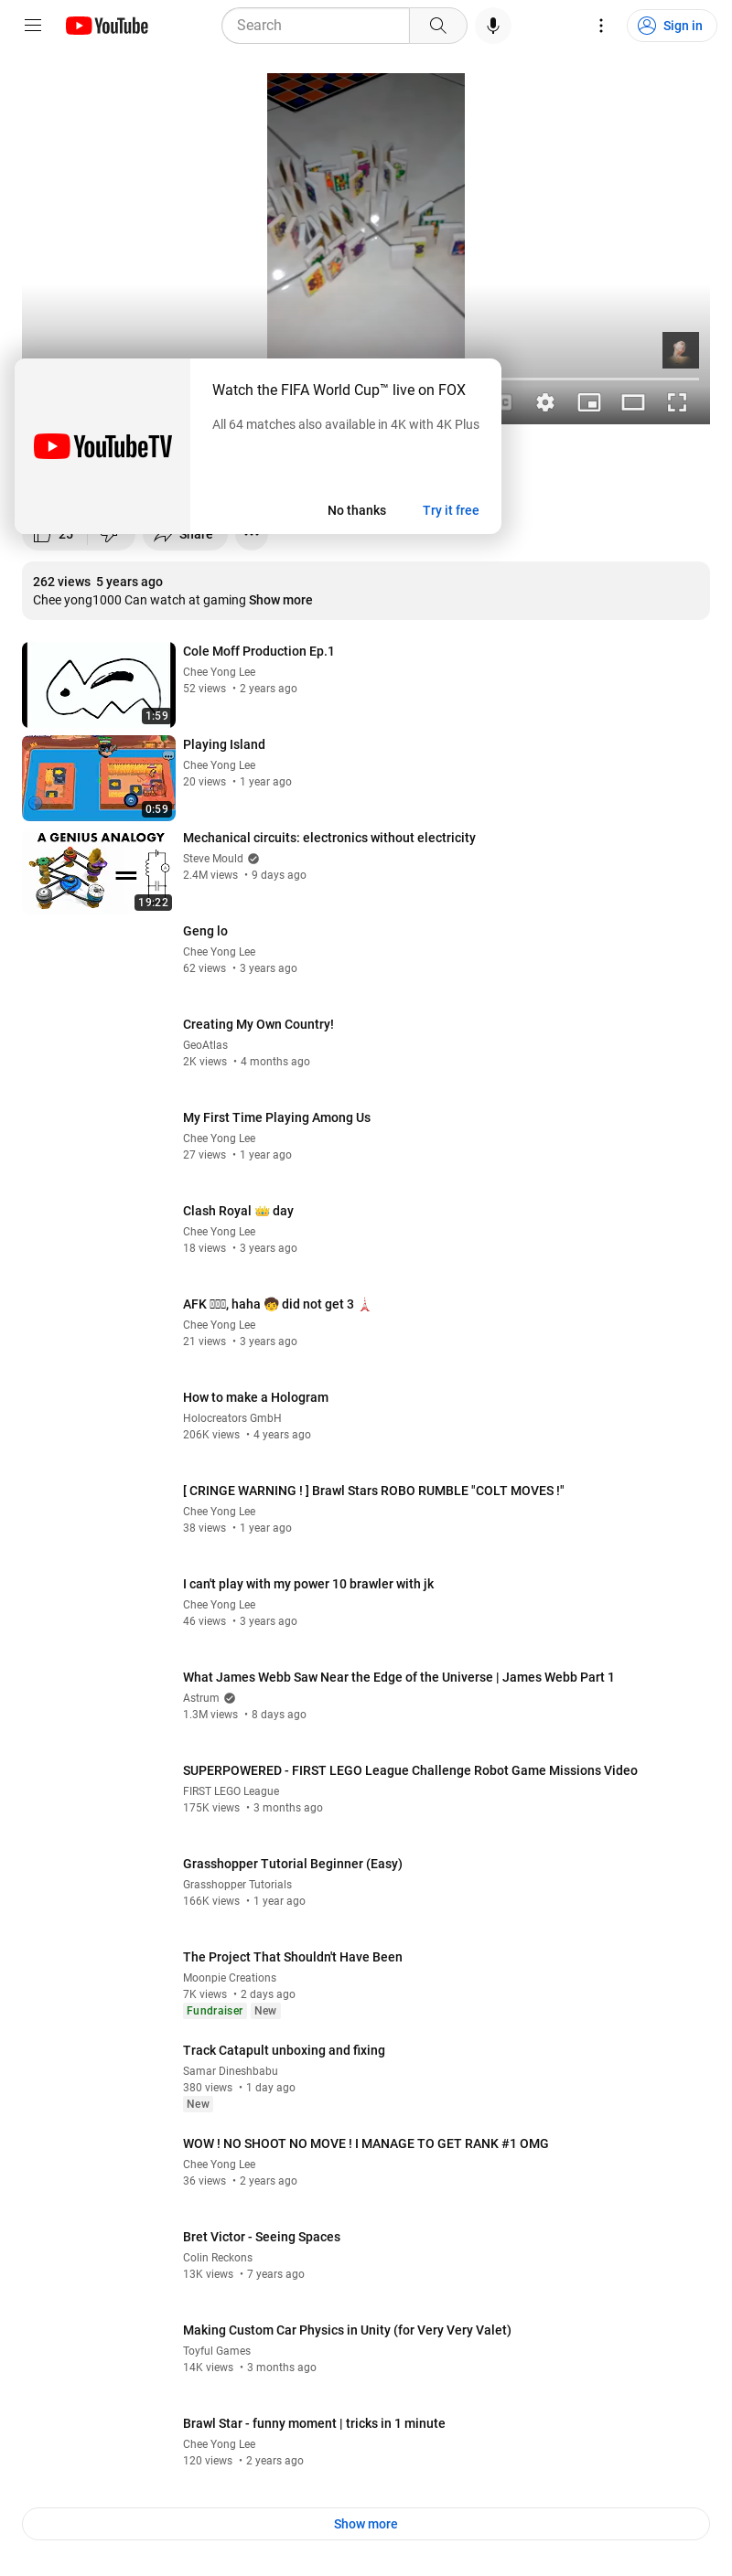 YouTube
Search
Sign in
Watch the FIFA World Cup™ live on FOX
All 64 matches also available in 4K with 4K Plus
YouTubeTV
No thanks
Try it free
25
Share
262 views 5 years ago
Chee yong1000 Can watch at gaming Show more
Cole Moff Production Ep.1
Chee Yong Lee
52 views • 2 years ago
1:59
Playing Island
Chee Yong Lee
20 views • 1 year ago
0:59
A GENIUS ANALOGY
=
19:22
Mechanical circuits: electronics without electricity
Steve Mould
2.4M views • 9 days ago
Geng lo
Chee Yong Lee
62 views • 3 years ago
Creating My Own Country!
GeoAtlas
2K views • 4 months ago
My First Time Playing Among Us
Chee Yong Lee
27 views • 1 year ago
Clash Royal 👑 day
Chee Yong Lee
18 views • 3 years ago
AFK, haha 🧒 did not get 3 🗼
Chee Yong Lee
21 views • 3 years ago
How to make a Hologram
Holocreators GmbH
206K views • 4 years ago
[ CRINGE WARNING ! ] Brawl Stars ROBO RUMBLE "COLT MOVES !"
Chee Yong Lee
38 views • 1 year ago
I can't play with my power 10 brawler with jk
Chee Yong Lee
46 views • 3 years ago
What James Webb Saw Near the Edge of the Universe | James Webb Part 1
Astrum
1.3M views • 8 days ago
SUPERPOWERED - FIRST LEGO League Challenge Robot Game Missions Video
FIRST LEGO League
175K views • 3 months ago
Grasshopper Tutorial Beginner (Easy)
Grasshopper Tutorials
166K views • 1 year ago
The Project That Shouldn't Have Been
Moonpie Creations
7K views • 2 days ago
Fundraiser New
Track Catapult unboxing and fixing
Samar Dineshbabu
380 views • 1 day ago
New
WOW ! NO SHOOT NO MOVE ! I MANAGE TO GET RANK #1 OMG
Chee Yong Lee
36 views • 2 years ago
Bret Victor - Seeing Spaces
Colin Reckons
13K views • 7 years ago
Making Custom Car Physics in Unity (for Very Very Valet)
Toyful Games
14K views • 3 months ago
Brawl Star - funny moment | tricks in 1 minute
Chee Yong Lee
120 views • 2 years ago
Show more